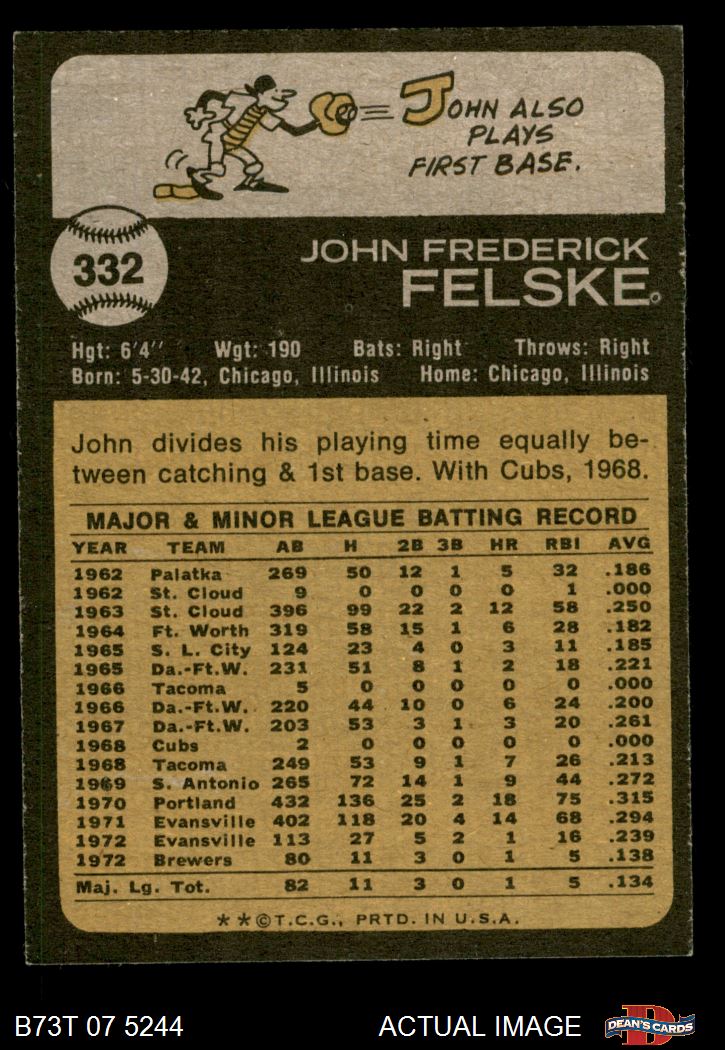 JOHN ALSO
PLAYS
FIRST BASE.
332
JOHN FREDERICK
FELSKE
Hgt: 6'4" Wgt: 190 Bats: Right Throws: Right
Born: 5-30-42, Chicago, Illinois Home: Chicago, Illinois
John divides his playing time equally be-
tween catching & 1st base. With Cubs, 1968.
MAJOR & MINOR LEAGUE BATTING RECORD
YEAR TEAM AB H 2B 3B HR RBI AVG
1962 Palatka 269 50 12 1 5 32 .186
1962 St. Cloud 9 0 0 0 0 1 .000
1963 St. Cloud 396 99 22 2 12 58 .250
1964 Ft. Worth 319 58 15 1 6 28 .182
1965 S. L. City 124 23 4 0 3 11 .185
1965 Da.-Ft.W. 231 51 8 1 2 18 .221
1966 Tacoma 5 0 0 0 0 0 .000
1966 Da.-Ft.W. 220 44 10 0 6 24 .200
1967 Da.-Ft.W. 203 53 3 1 3 20 .261
1968 Cubs 2 0 0 0 0 0 .000
1968 Tacoma 249 53 9 1 7 26 .213
1969 S. Antonio 265 72 14 1 9 44 .272
1970 Portland 432 136 25 2 18 75 .315
1971 Evansville 402 118 20 4 14 68 .294
1972 Evansville 113 27 5 2 1 16 .239
1972 Brewers 80 11 3 0 1 5 .138
Maj. Lg. Tot. 82 11 3 0 1 5 .134
**©T.C.G., PRTD. IN U.S.A.
B73T 07 5244 ACTUAL IMAGE DEAN'S CARDS